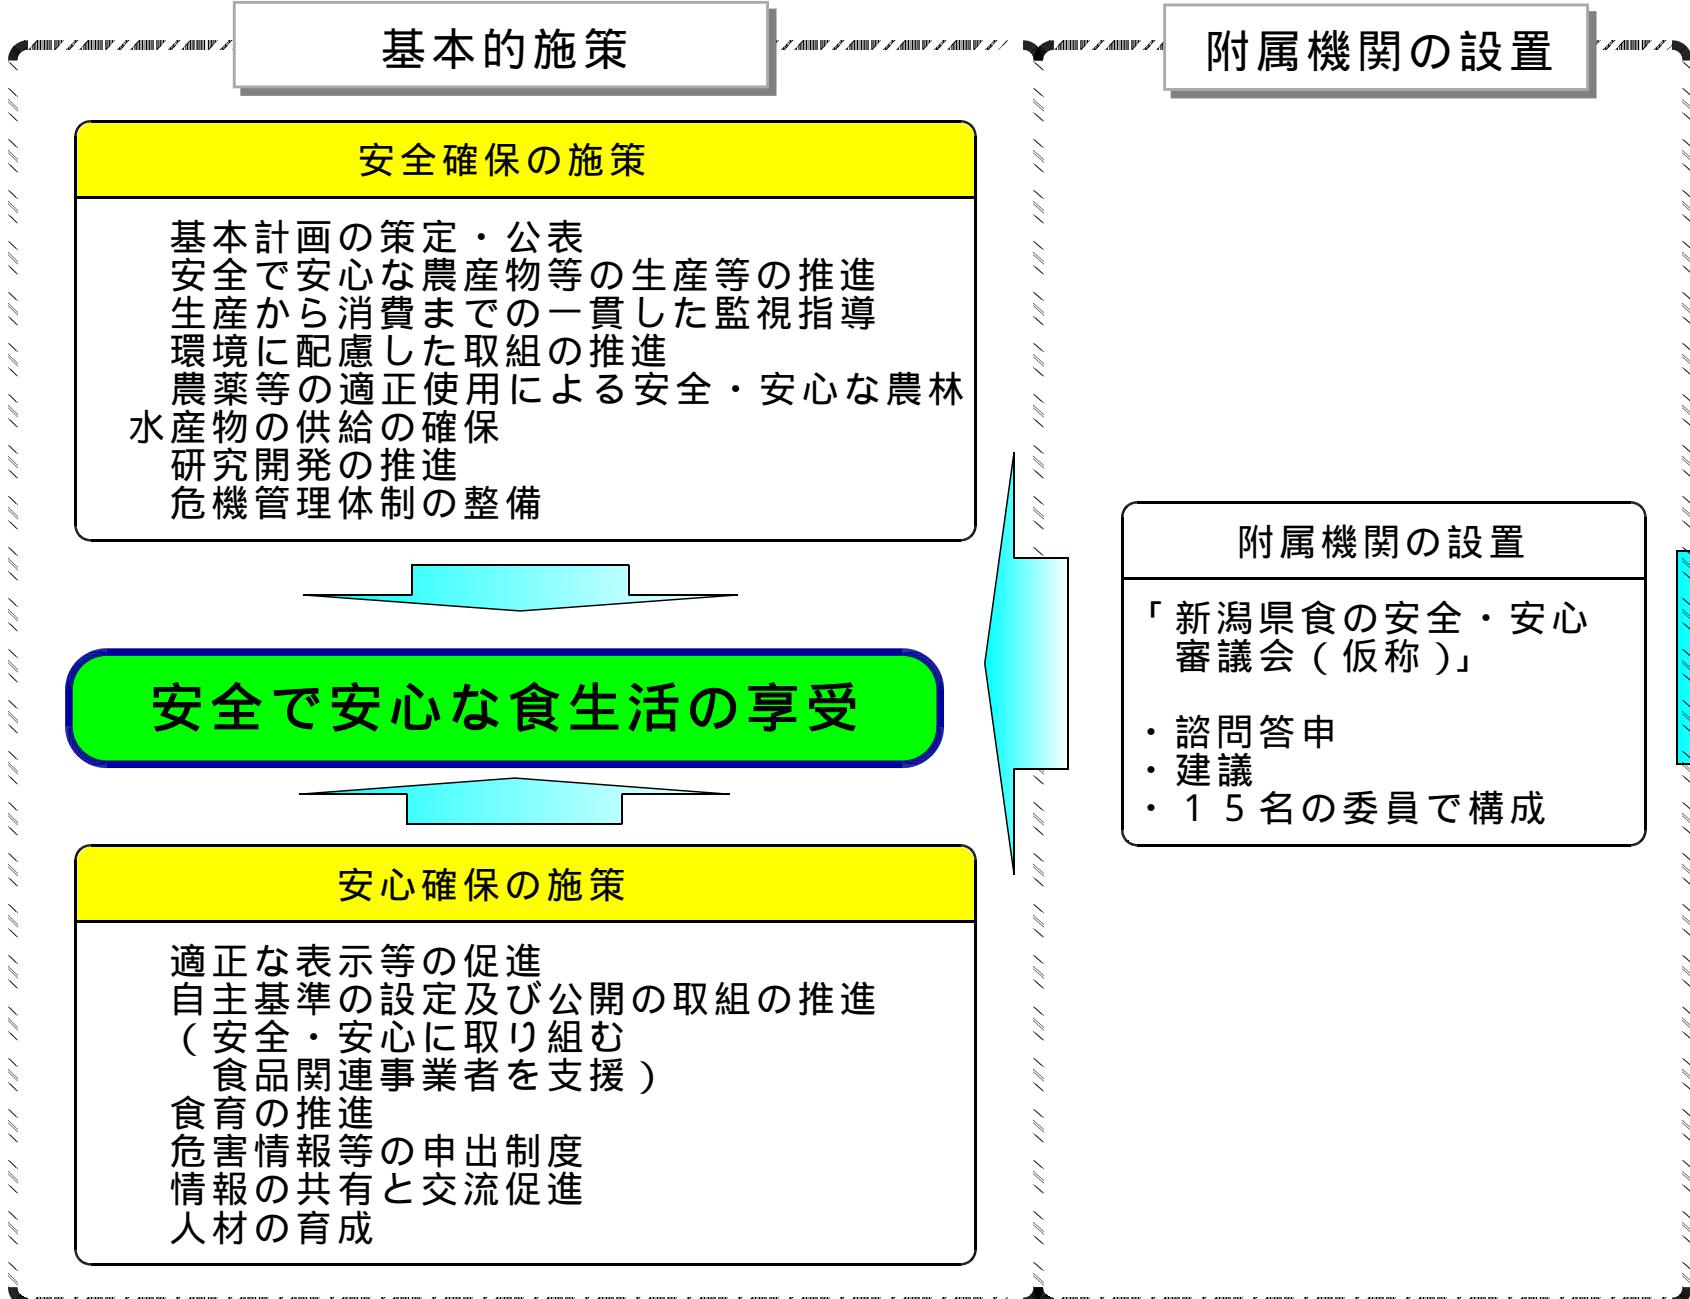 基本的施策
安全確保の施策
基本計画の策定・公表
安全で安心な農産物等の生産等の推進
生産から消費までの一貫した監視指導
環境に配慮した取組の推進
農薬等の適正使用による安全・安心な農林
水産物の供給の確保
研究開発の推進
危機管理体制の整備
安全で安心な食生活の享受
安心確保の施策
適正な表示等の促進
自主基準の設定及び公開の取組の推進
（安全・安心に取り組む
食品関連事業者を支援）
食育の推進
危害情報等の申出制度
情報の共有と交流促進
人材の育成
附属機関の設置
附属機関の設置
「新潟県食の安全・安心
審議会（仮称）」
・諮問答申
・建議
・１５名の委員で構成